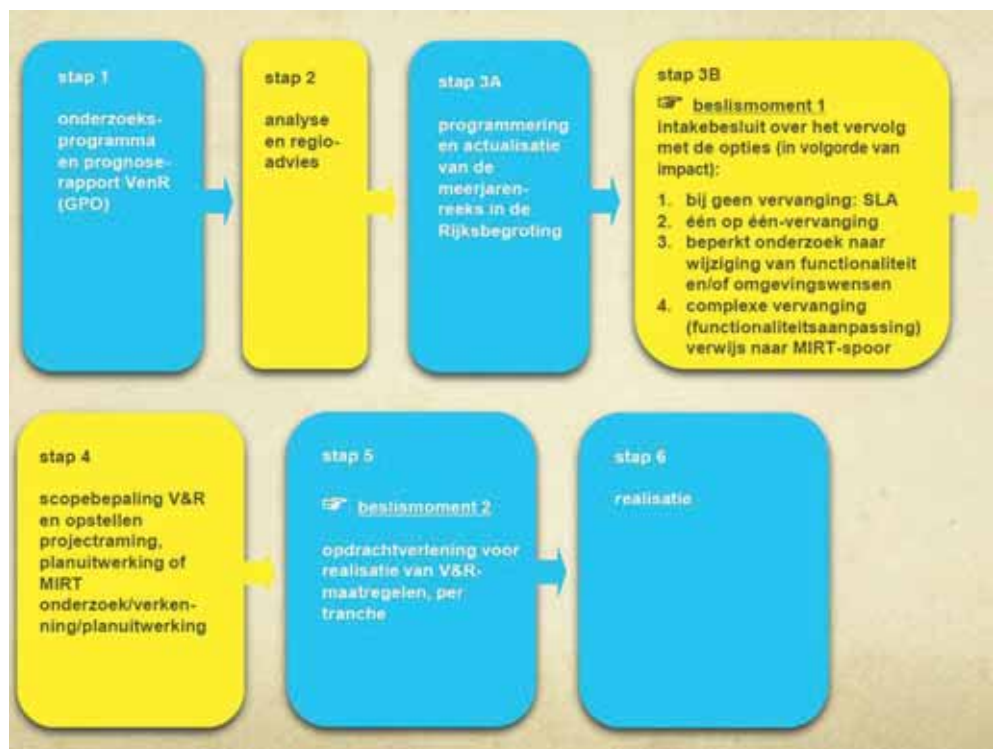 stap 1
onderzoeks-
programma
en prognose-
rapport VenR
(GPO)
stap 2
analyse
en regio-
advies
stap 3A
programmering
en actualisatie
van de
meerjaren-
reeks in de
Rijksbegroting
stap 3B
☞ beslismoment 1
intakebesluit over het vervolg
met de opties (in volgorde van
impact):
1. bij geen vervanging: SLA
2. één op één-vervanging
3. beperkt onderzoek naar
wijziging van functionaliteit
en/of omgevingswensen
4. complexe vervanging
(functionaliteitsaanpassing)
verwijs naar MIRT-spoor
stap 4
scopebepaling V&R
en opstellen
projectraming,
planuitwerking of
MIRT
onderzoek/verken-
ning/planuitwerking
stap 5
☞ beslismoment 2
opdrachtverlening voor
realisatie van V&R-
maatregelen, per
tranche
stap 6
realisatie